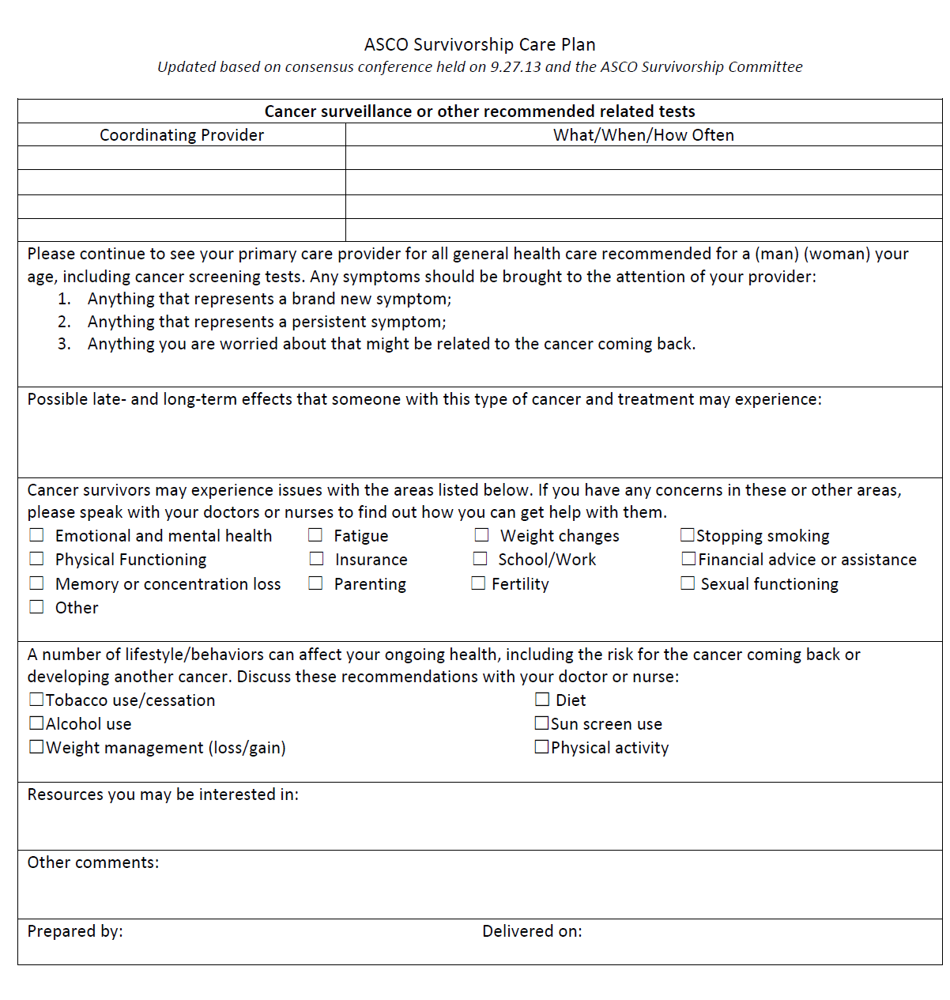 ASCO Survivorship Care Plan
Updated based on consensus conference held on 9.27.13 and the ASCO Survivorship Committee
Cancer surveillance or other recommended related tests
Coordinating Provider What/When/How Often
Please continue to see your primary care provider for all general health care recommended for a (man) (woman) your
age, including cancer screening tests. Any symptoms should be brought to the attention of your provider:
1. Anything that represents a brand new symptom;
2. Anything that represents a persistent symptom;
3. Anything you are worried about that might be related to the cancer coming back.
Possible late- and long-term effects that someone with this type of cancer and treatment may experience:
Cancer survivors may experience issues with the areas listed below. If you have any concerns in these or other areas,
please speak with your doctors or nurses to find out how you can get help with them.
☐ Emotional and mental health ☐ Fatigue ☐ Weight changes ☐Stopping smoking
☐ Physical Functioning ☐ Insurance ☐ School/Work ☐Financial advice or assistance
☐ Memory or concentration loss ☐ Parenting ☐ Fertility ☐ Sexual functioning
☐ Other
A number of lifestyle/behaviors can affect your ongoing health, including the risk for the cancer coming back or
developing another cancer. Discuss these recommendations with your doctor or nurse:
☐Tobacco use/cessation ☐ Diet
☐Alcohol use ☐Sun screen use
☐Weight management (loss/gain) ☐Physical activity
Resources you may be interested in:
Other comments:
Prepared by: Delivered on: